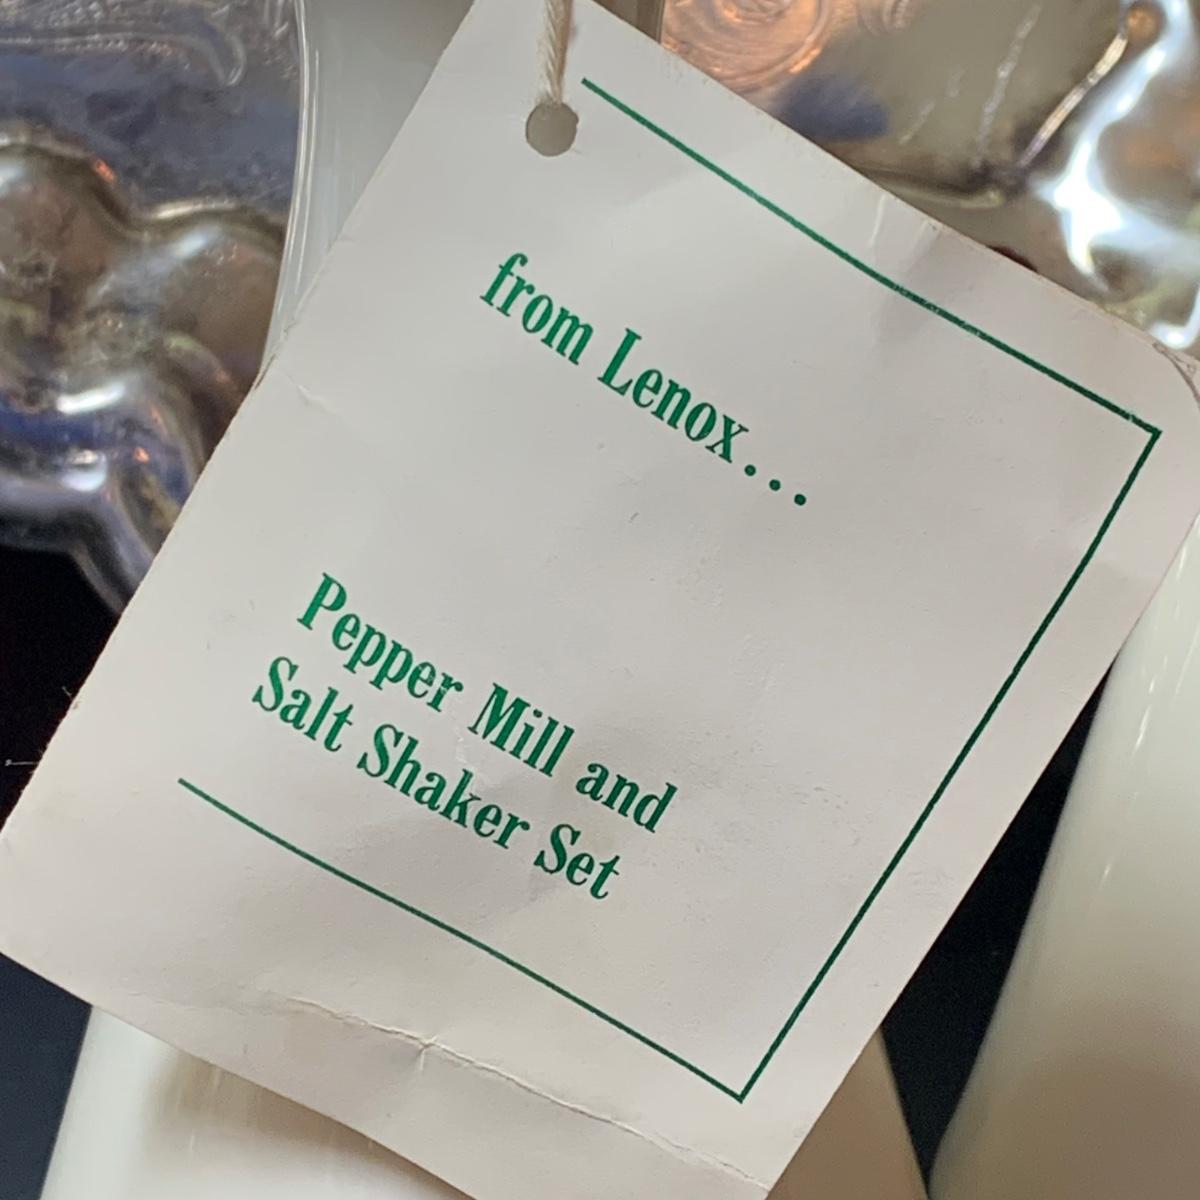 from Lenox...
Pepper Mill and
Salt Shaker Set